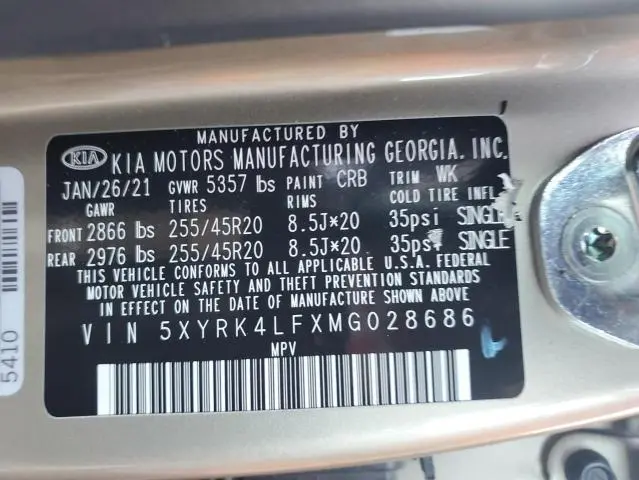 MANUFACTURED BY
KIA KIA MOTORS MANUFACTURING GEORGIA. INC.
JAN/26/21 GVWR 5357 lbs PAINT CRB TRIM WK
GAWR TIRES RIMS COLD TIRE INFL
FRONT 2866 lbs 255/45R20 8.5J*20 35psi SINGLE
REAR 2976 lbs 255/45R20 8.5J*20 35psi SINGLE
THIS VEHICLE CONFORMS TO ALL APPLICABLE U.S.A. FEDERAL
MOTOR VEHICLE SAFETY AND THEFT PREVENTION STANDARDS
IN EFFECT ON THE DATE OF MANUFACTURE SHOWN ABOVE
VIN 5XYRK4LFXMG028686
MPV
5410